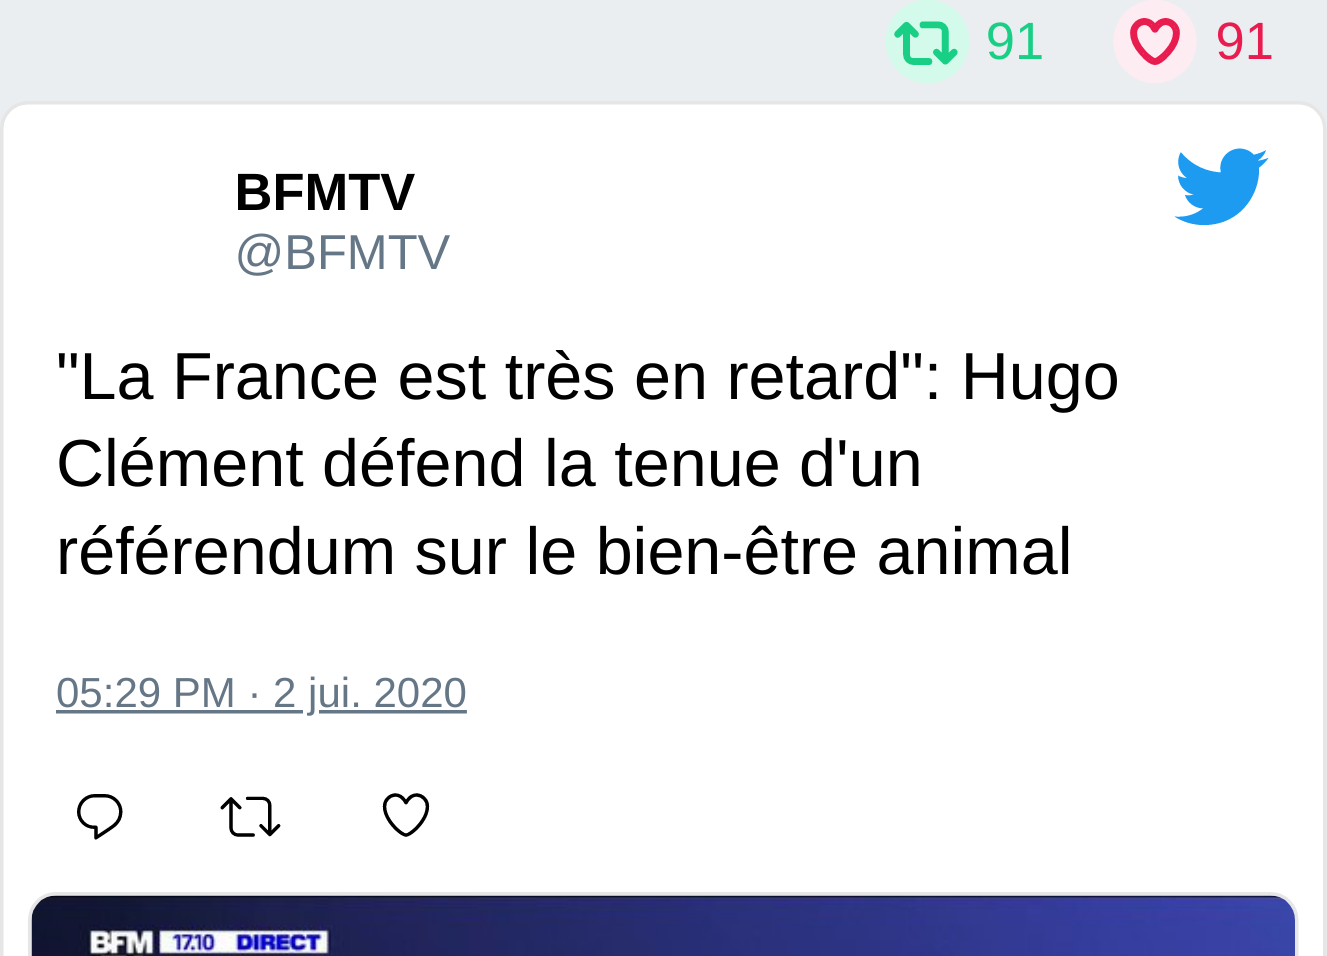 91 91
BFMTV
@BFMTV
"La France est très en retard": Hugo
Clément défend la tenue d'un
référendum sur le bien-être animal
05:29 PM · 2 jui. 2020
BFM 17.10 DIRECT